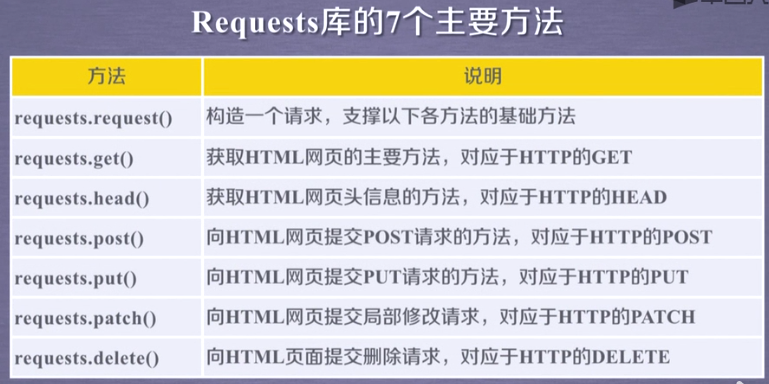 Requests库的7个主要方法
方法 说明
requests.request() 构造一个请求，支撑以下各方法的基础方法
requests.get() 获取HTML网页的主要方法，对应于HTTP的GET
requests.head() 获取HTML网页头信息的方法，对应于HTTP的HEAD
requests.post() 向HTML网页提交POST请求的方法，对应于HTTP的POST
requests.put() 向HTML网页提交PUT请求的方法，对应于HTTP的PUT
requests.patch() 向HTML网页提交局部修改请求，对应于HTTP的PATCH
requests.delete() 向HTML页面提交删除请求，对应于HTTP的DELETE